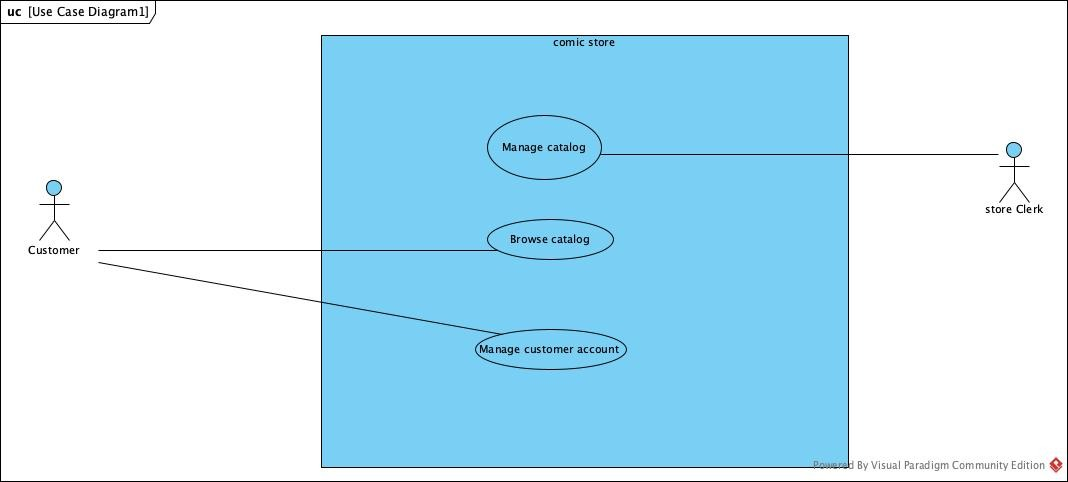 uc [Use Case Diagram1]
comic store
Manage catalog
store Clerk
Browse catalog
Customer
Manage customer account
Powered By Visual Paradigm Community Edition